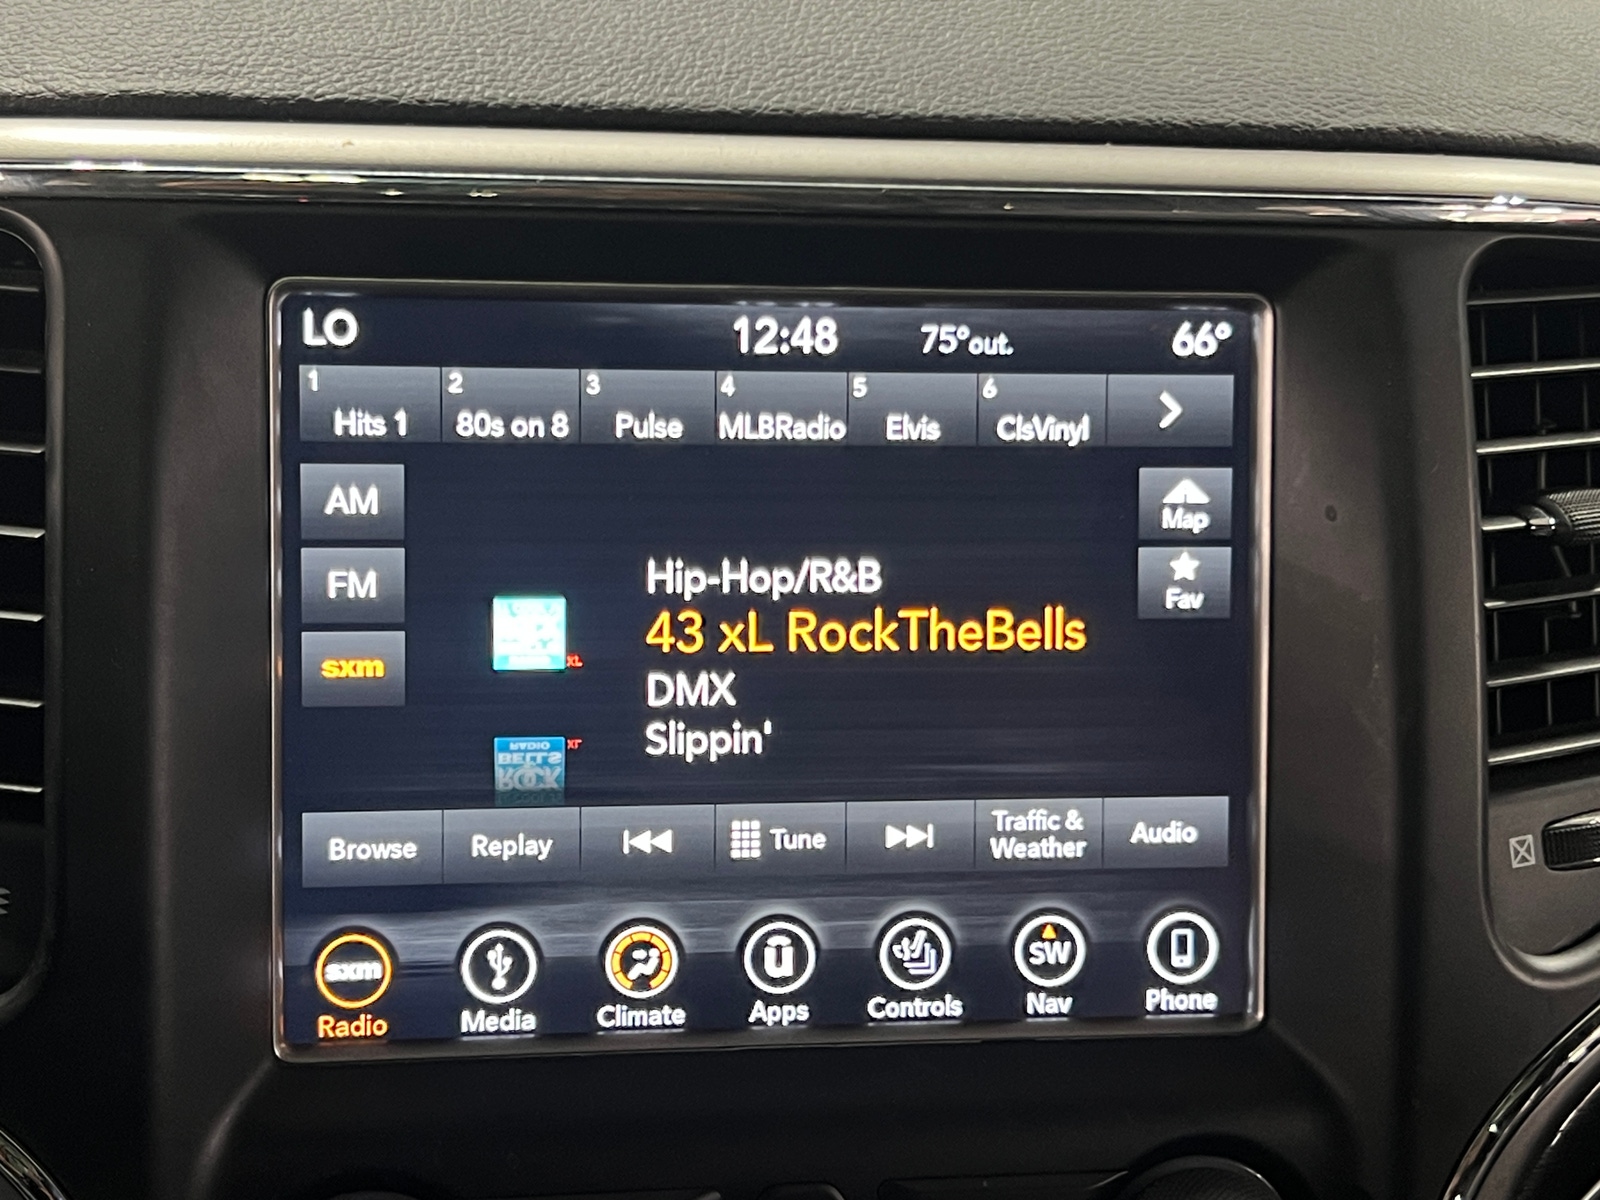 LO 12:48 75°out. 66°
1 2 3 4 5 6
Hits 1 80s on 8 Pulse MLBRadio Elvis ClsVinyl
AM
Map
FM
Fav
sxm
Hip-Hop/R&B
43 xL RockTheBells
XL
DMX
Slippin'
Browse Replay Tune Traffic & Weather Audio
sxm SW
Radio Media Climate Apps Controls Nav Phone